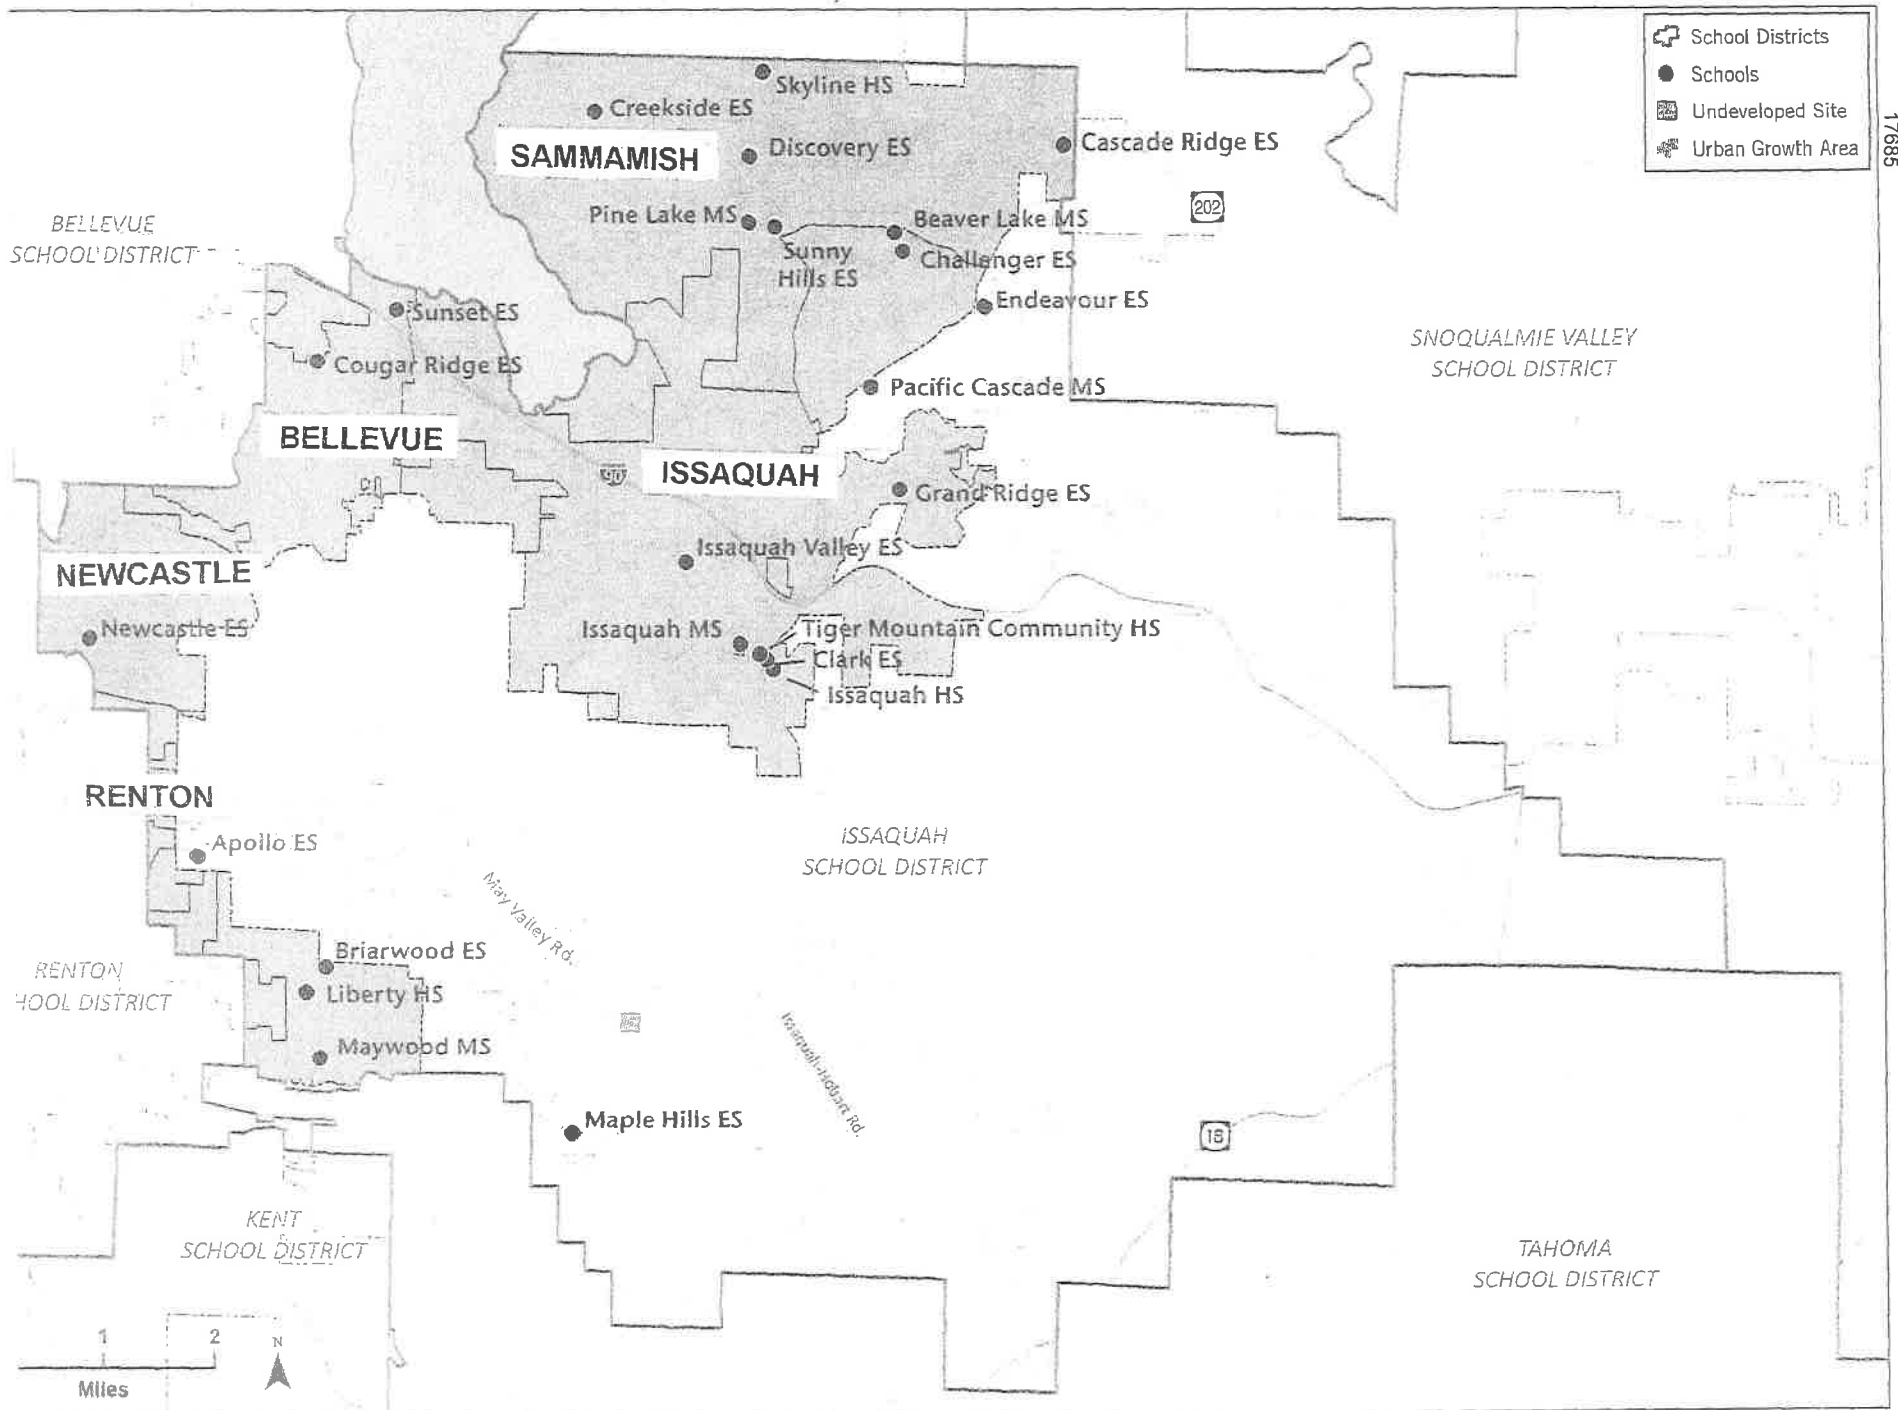 School Districts
Schools
Undeveloped Site
Urban Growth Area
17685
Skyline HS
Creekside ES
SAMMAMISH
Discovery ES
Cascade Ridge ES
202
BELLEVUE
SCHOOL DISTRICT
Pine Lake MS
Beaver Lake MS
Sunny
Hills ES
Challenger ES
Endeavour ES
Sunset ES
SNOQUALMIE VALLEY
SCHOOL DISTRICT
Cougar Ridge ES
Pacific Cascade MS
BELLEVUE
ISSAQUAH
90
Grand Ridge ES
Issaquah Valley ES
NEWCASTLE
Newcastle ES
Issaquah MS
Tiger Mountain Community HS
Clark ES
Issaquah HS
RENTON
Apollo ES
ISSAQUAH
SCHOOL DISTRICT
May Valley Rd.
Briarwood ES
RENTON
HOOL DISTRICT
Liberty HS
Maywood MS
Issaquah-Hobart Rd.
Maple Hills ES
18
KENT
SCHOOL DISTRICT
TAHOMA
SCHOOL DISTRICT
1 2
N
Miles